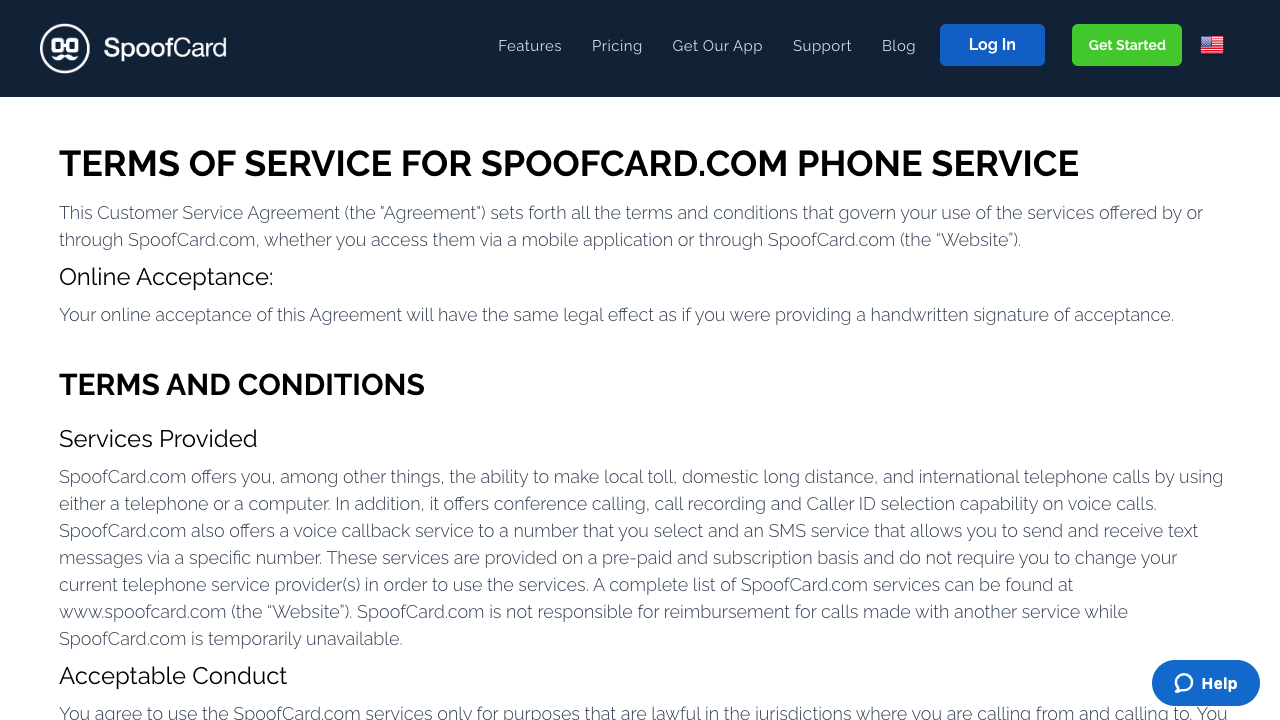 SpoofCard
Features
Pricing
Get Our App
Support
Blog
Log In
Get Started
TERMS OF SERVICE FOR SPOOFCARD.COM PHONE SERVICE
This Customer Service Agreement (the "Agreement") sets forth all the terms and conditions that govern your use of the services offered by or
through SpoofCard.com, whether you access them via a mobile application or through SpoofCard.com (the “Website”).
Online Acceptance:
Your online acceptance of this Agreement will have the same legal effect as if you were providing a handwritten signature of acceptance.
TERMS AND CONDITIONS
Services Provided
SpoofCard.com offers you, among other things, the ability to make local toll, domestic long distance, and international telephone calls by using
either a telephone or a computer. In addition, it offers conference calling, call recording and Caller ID selection capability on voice calls.
SpoofCard.com also offers a voice callback service to a number that you select and an SMS service that allows you to send and receive text
messages via a specific number. These services are provided on a pre-paid and subscription basis and do not require you to change your
current telephone service provider(s) in order to use the services. A complete list of SpoofCard.com services can be found at
www.spoofcard.com (the “Website”). SpoofCard.com is not responsible for reimbursement for calls made with another service while
SpoofCard.com is temporarily unavailable.
Acceptable Conduct
You agree to use the SpoofCard.com services only for purposes that are lawful in the jurisdictions where you are calling from and calling to. You
Help